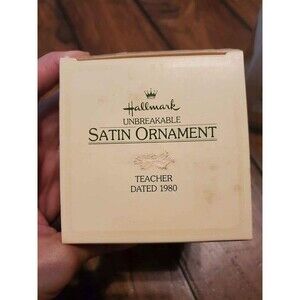 Hallmark
UNBREAKABLE
SATIN ORNAMENT
TEACHER
DATED 1980